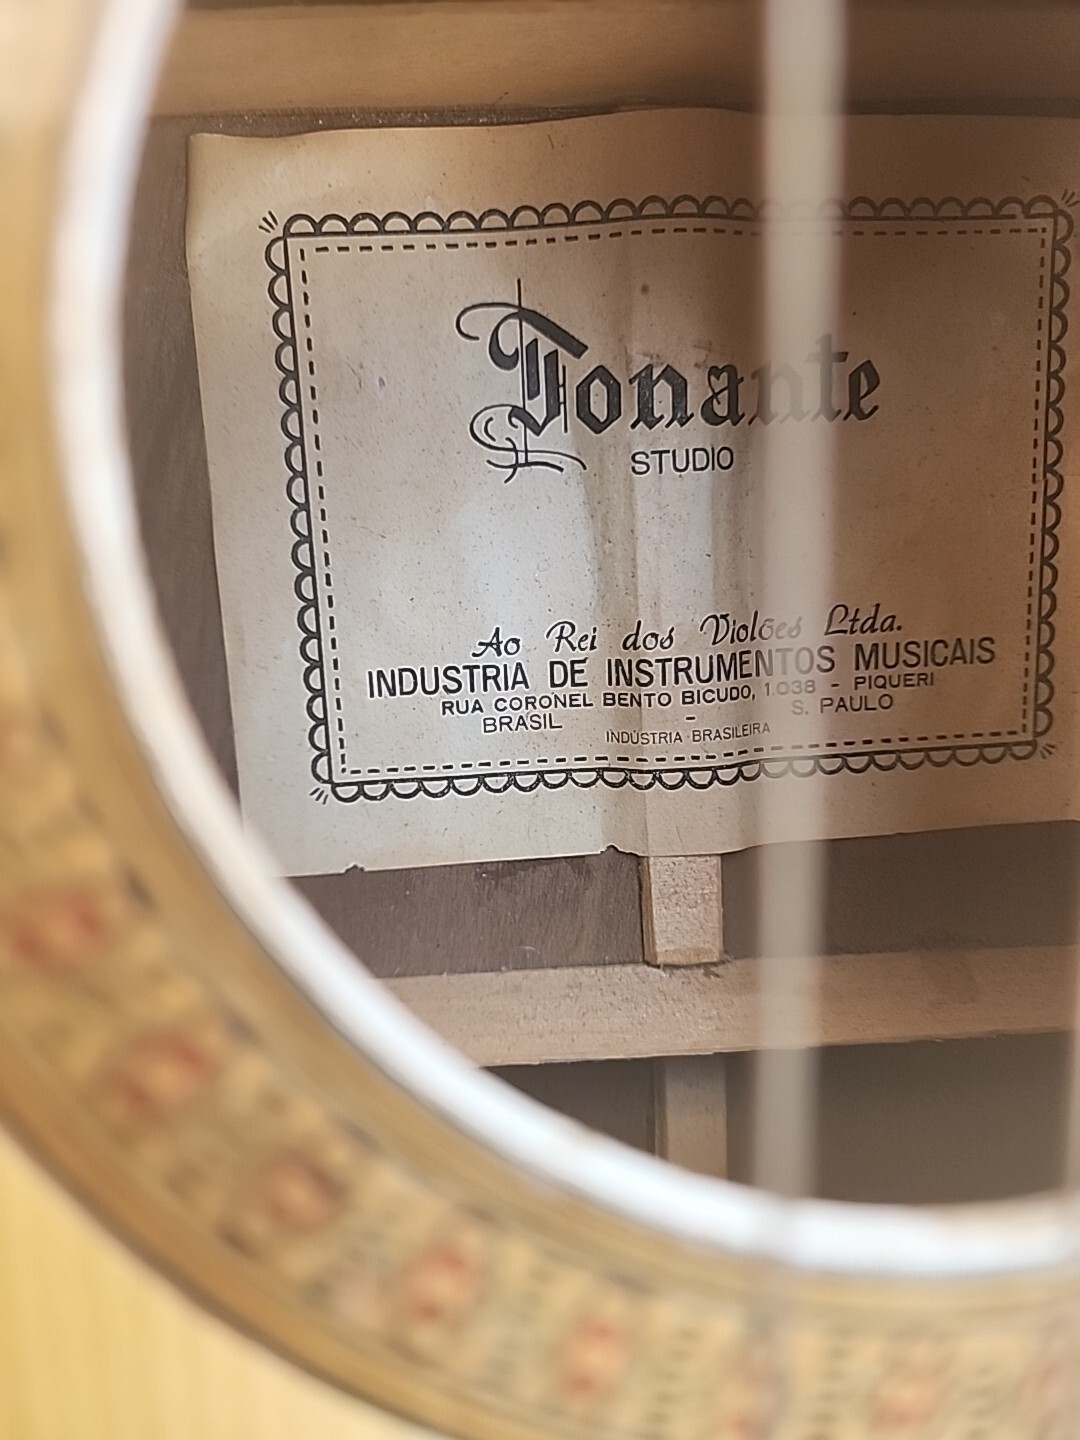 Tonante
STUDIO
Ao Rei dos Violões Ltda.
INDUSTRIA DE INSTRUMENTOS MUSICAIS
RUA CORONEL BENTO BICUDO, 1.038 - PIQUERI
BRASIL - S. PAULO
INDÚSTRIA BRASILEIRA